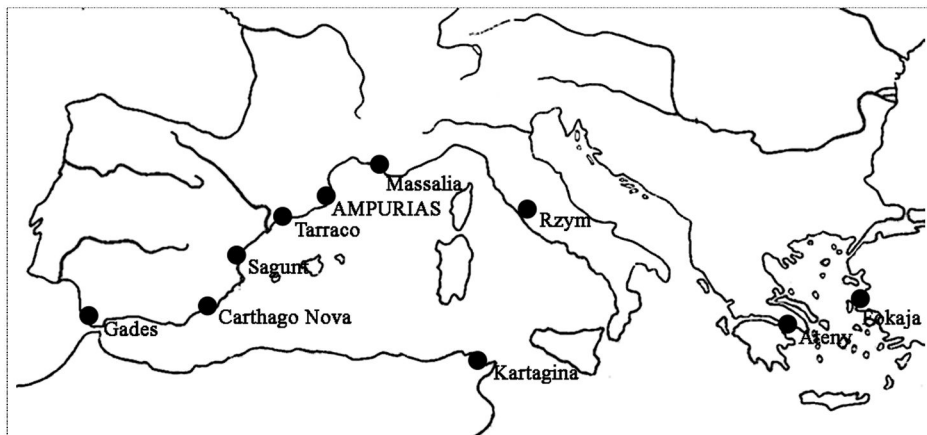 Massalia
AMPURIAS
Tarraco
Rzym
Sagunt
Carthago Nova
Gades
Fokaja
Ateny
Kartagina